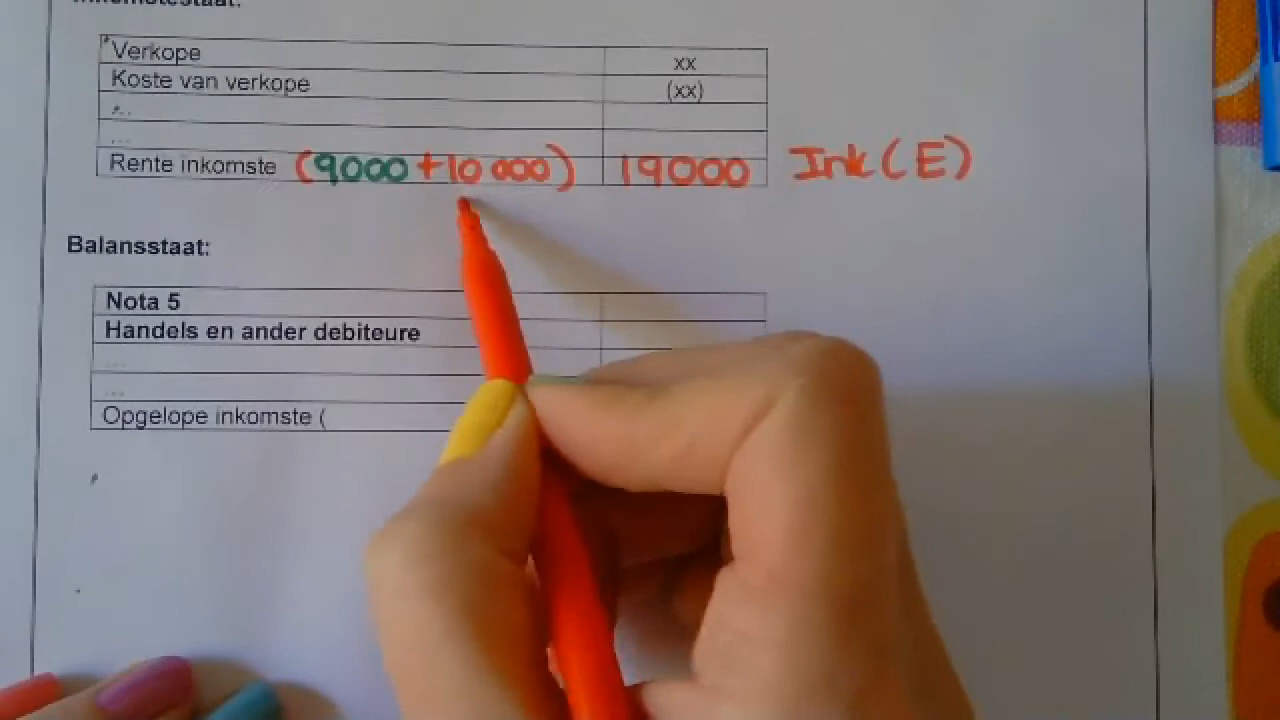 Inkomstestaat:
Verkope xx
Koste van verkope (xx)
...
...
Rente inkomste (9000 + 10 000) 19000 Ink (E)
Balansstaat:
Nota 5
Handels en ander debiteure
...
...
Opgelope inkomste (